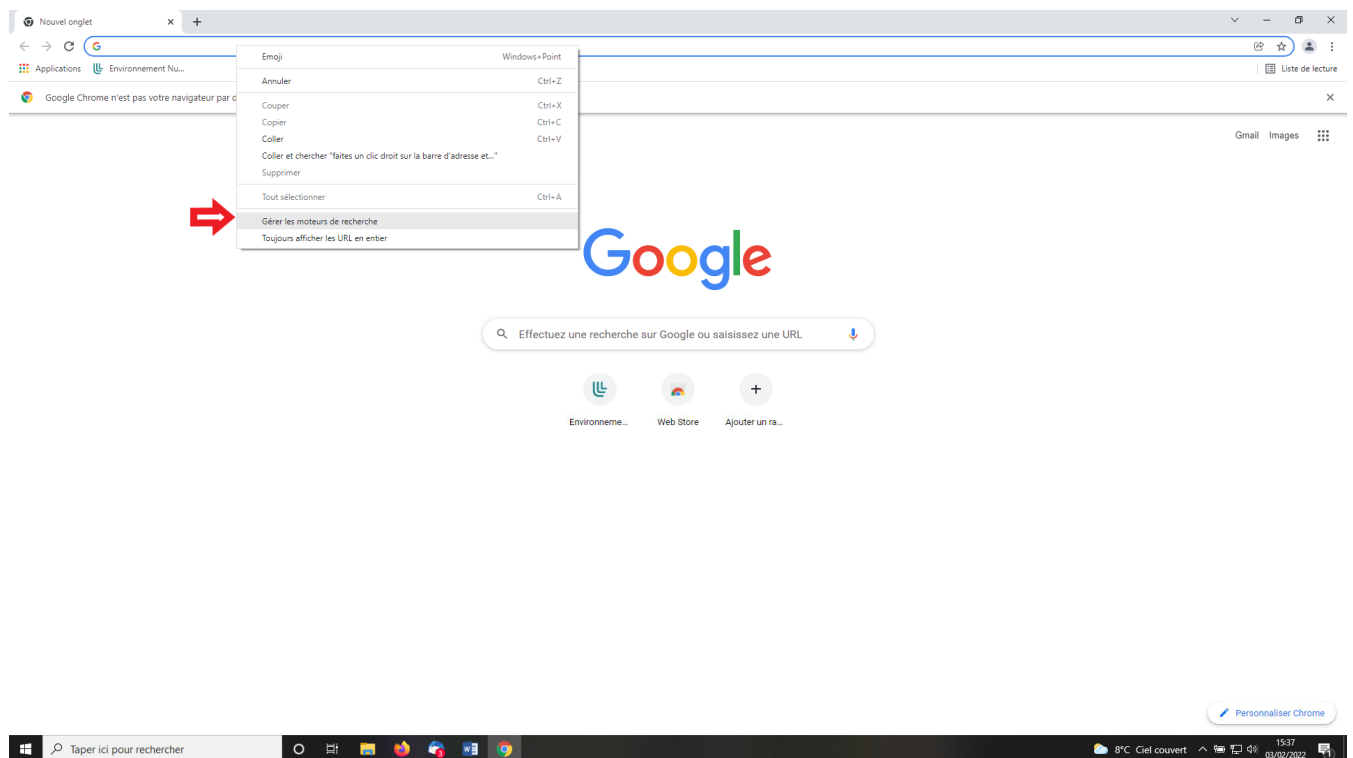 Nouvel onglet
G
Applications Environnement Nu... Liste de lecture
Google Chrome n'est pas votre navigateur par d
Emoji Windows+Point
Annuler Ctrl+Z
Couper Ctrl+X
Copier Ctrl+C
Coller Ctrl+V
Coller et chercher "faites un clic droit sur la barre d'adresse et..."
Supprimer
Tout sélectionner Ctrl+A
Gérer les moteurs de recherche
Toujours afficher les URL en entier
Gmail Images
Google
Effectuez une recherche sur Google ou saisissez une URL
Environneme... Web Store Ajouter un ra...
Personnaliser Chrome
Taper ici pour rechercher 8°C Ciel couvert 15:37
03/02/2022